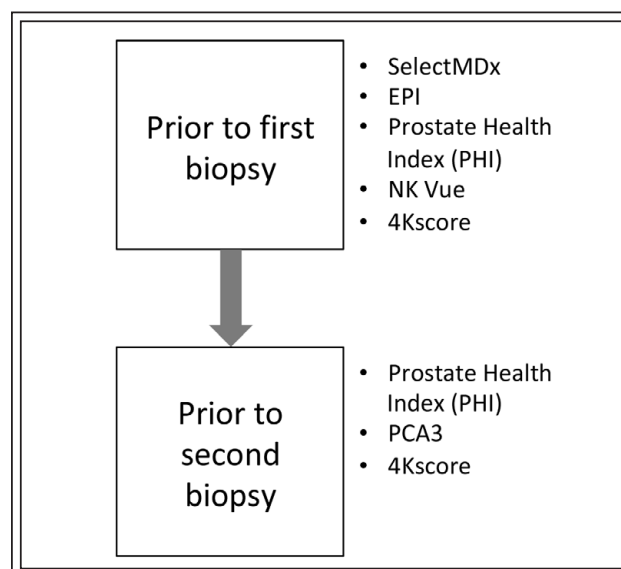 Prior to first
biopsy
• SelectMDx
• EPI
• Prostate Health
Index (PHI)
• NK Vue
• 4Kscore
Prior to
second
biopsy
• Prostate Health
Index (PHI)
• PCA3
• 4Kscore